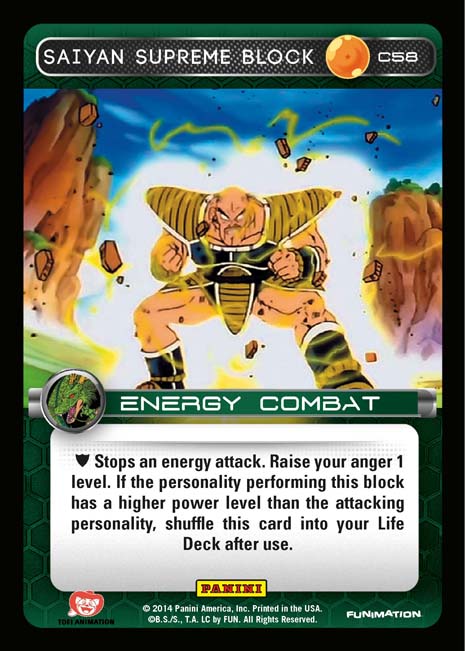 SAIYAN SUPREME BLOCK C58
ENERGY COMBAT
Stops an energy attack. Raise your anger 1
level. If the personality performing this block
has a higher power level than the attacking
personality, shuffle this card into your Life
Deck after use.
PANINI
© 2014 Panini America, Inc. Printed in the USA.
©B.S./S., T.A. LC by FUN. All Rights Reserved.
TOEI ANIMATION
FUNIMATION